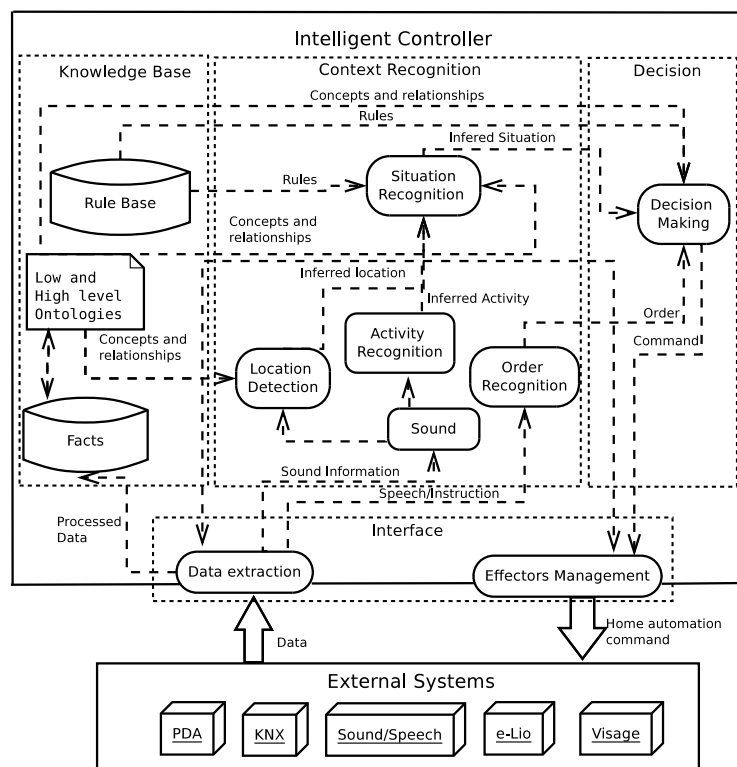 Intelligent Controller
Knowledge Base
Context Recognition
Decision
Concepts and relationships
Rules
Infered Situation
Rule Base
Rules
Situation
Recognition
Decision
Making
Concepts and
relationships
Low and
High level
Ontologies
Inferred location
Inferred Activity
Concepts and
relationships
Activity
Recognition
Order
Command
Location
Detection
Order
Recognition
Facts
Sound
Sound Information
Speech/Instruction
Processed
Data
Interface
Data extraction
Effectors Management
Data
Home automation
command
External Systems
PDA
KNX
Sound/Speech
e-Lio
Visage